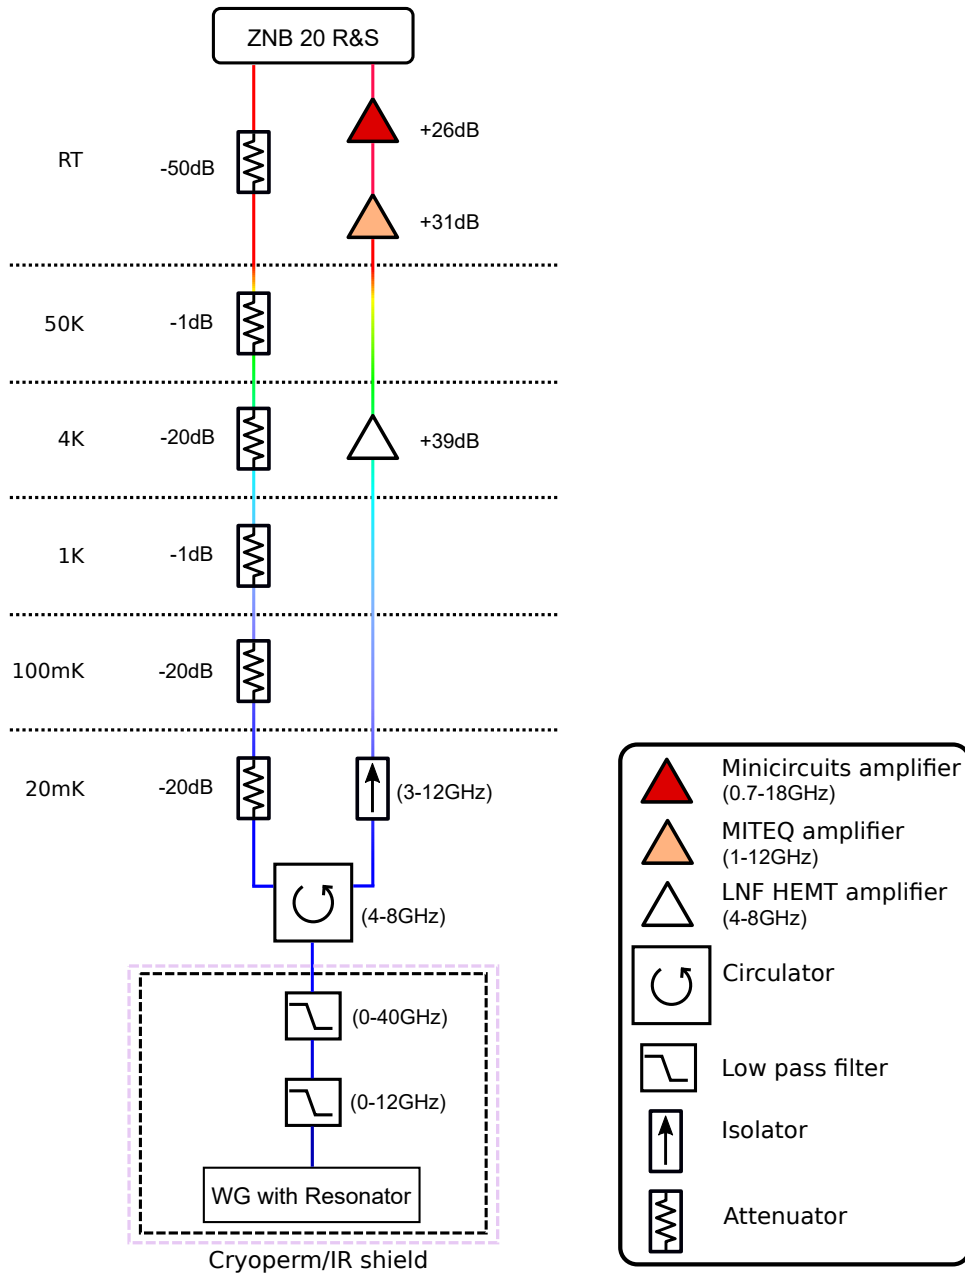 ZNB 20 R&S
+26dB
RT
-50dB
+31dB
50K
-1dB
4K
-20dB
+39dB
1K
-1dB
100mK
-20dB
20mK
-20dB
(3-12GHz)
(4-8GHz)
(0-40GHz)
(0-12GHz)
WG with Resonator
Cryoperm/IR shield
Minicircuits amplifier
(0.7-18GHz)
MITEQ amplifier
(1-12GHz)
LNF HEMT amplifier
(4-8GHz)
Circulator
Low pass filter
Isolator
Attenuator